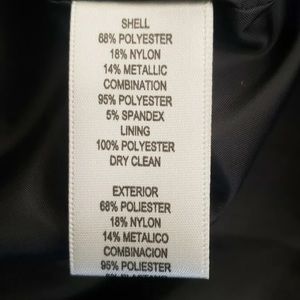 SHELL
68% POLYESTER
18% NYLON
14% METALLIC
COMBINATION
95% POLYESTER
5% SPANDEX
LINING
100% POLYESTER
DRY CLEAN
EXTERIOR
68% POLIESTER
18% NYLON
14% METALICO
COMBINACION
95% POLIESTER